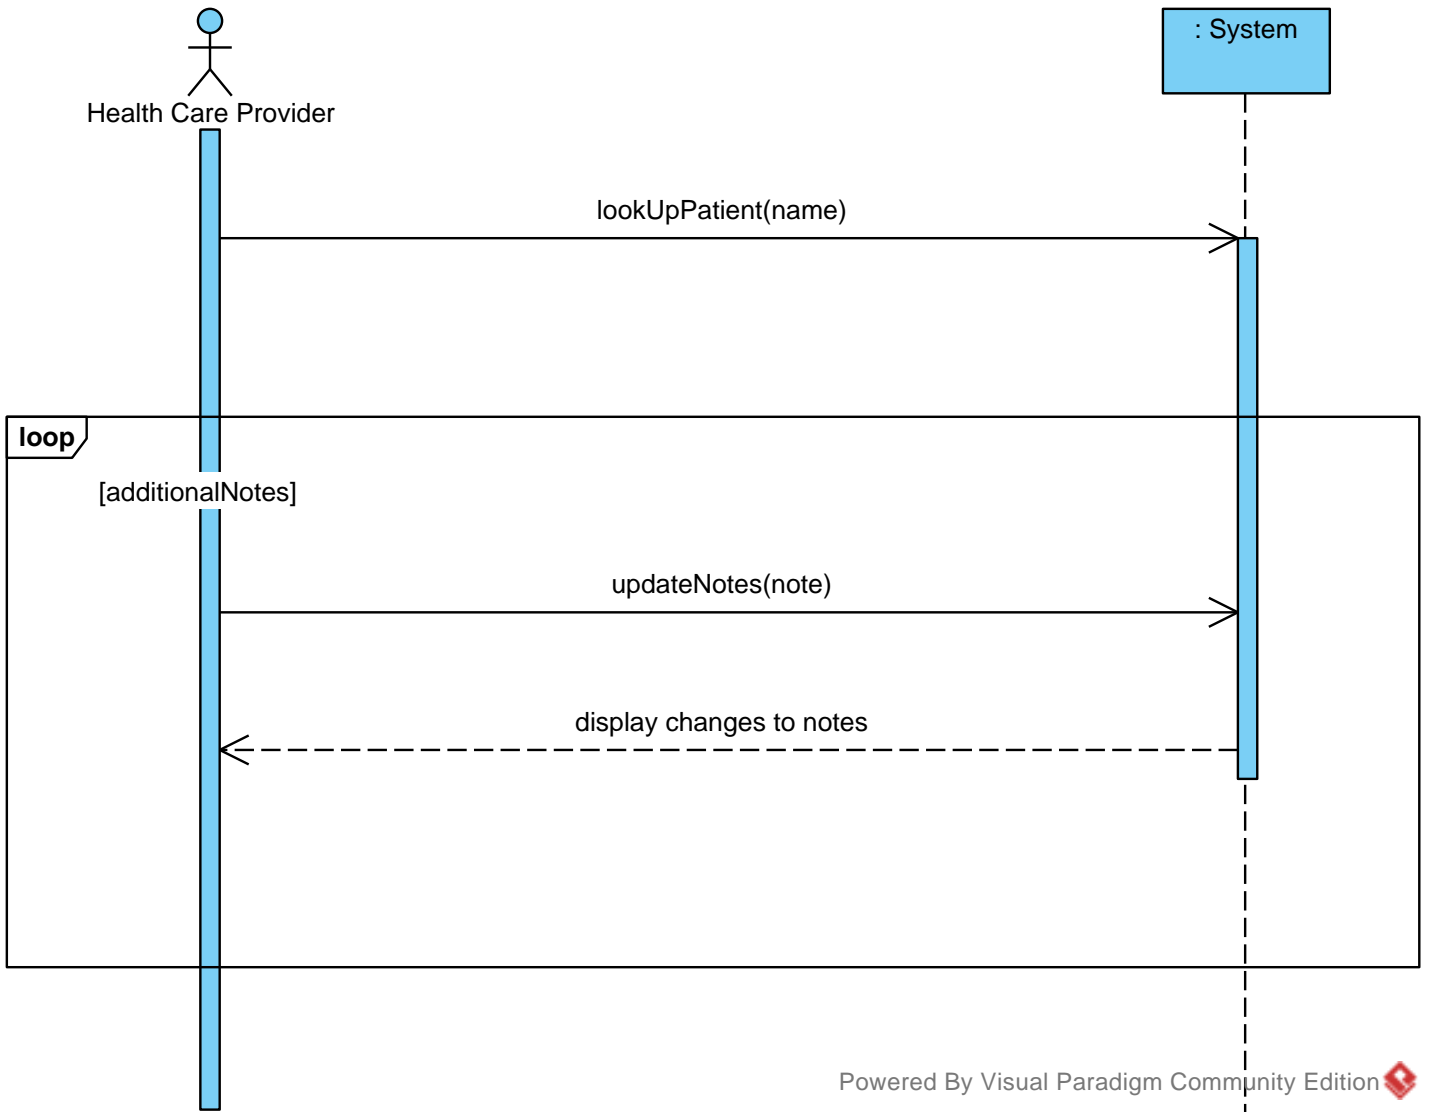 : System
Health Care Provider
lookUpPatient(name)
loop
[additionalNotes]
updateNotes(note)
display changes to notes
Powered By Visual Paradigm Community Edition